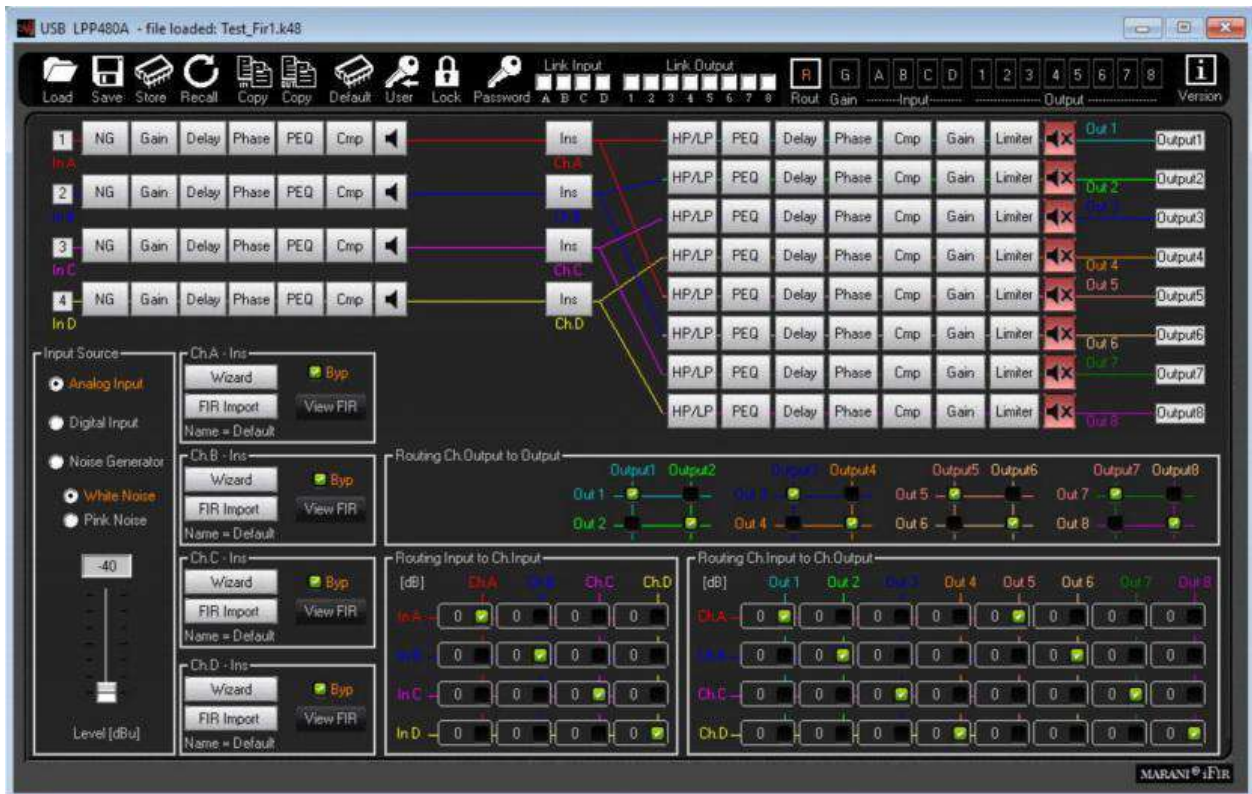 USB LPP480A - file loaded: Test_Fir1.k48
Load Save Store Recall Copy Copy Default User Lock Password
Link Input
A B C D
Link Output
1 2 3 4 5 6 7 8
R Rout
G Gain
A B C D
Input
1 2 3 4 5 6 7 8
Output
Version
1 NG Gain Delay Phase PEQ Cmp Ins HP/LP PEQ Delay Phase Cmp Gain Limiter Out 1 Output1
In A Ch.A
HP/LP PEQ Delay Phase Cmp Gain Limiter Out 2 Output2
2 NG Gain Delay Phase PEQ Cmp Ins
HP/LP PEQ Delay Phase Cmp Gain Limiter Output3
3 NG Gain Delay Phase PEQ Cmp Ins
In C Ch.C
HP/LP PEQ Delay Phase Cmp Gain Limiter Out 4 Output4
4 NG Gain Delay Phase PEQ Cmp Ins
In D Ch.D
HP/LP PEQ Delay Phase Cmp Gain Limiter Out 5 Output5
HP/LP PEQ Delay Phase Cmp Gain Limiter Out 6 Output6
HP/LP PEQ Delay Phase Cmp Gain Limiter Out 7 Output7
HP/LP PEQ Delay Phase Cmp Gain Limiter Out 8 Output8
Input Source
Analog Input
Digital Input
Noise Generator
White Noise
Pink Noise
-40
Level [dBu]
Ch.A - Ins
Wizard Byp
FIR Import View FIR
Name = Default
Ch.B - Ins
Wizard Byp
FIR Import View FIR
Name = Default
Ch.C - Ins
Wizard Byp
FIR Import View FIR
Name = Default
Ch.D - Ins
Wizard Byp
FIR Import View FIR
Name = Default
Routing Ch.Output to Output
Output1 Output2 Output3 Output4 Output5 Output6 Output7 Output8
Out 1 Out 3 Out 5 Out 7
Out 2 Out 4 Out 6 Out 8
Routing Input to Ch.Input
[dB] Ch.A Ch.B Ch.C Ch.D
In A 0 0 0 0
In B 0 0 0 0
In C 0 0 0 0
In D 0 0 0 0
Routing Ch.Input to Ch.Output
[dB] Out 1 Out 2 Out 3 Out 4 Out 5 Out 6 Out 7 Out 8
Ch.A 0 0 0 0 0 0 0 0
Ch.B 0 0 0 0 0 0 0 0
Ch.C 0 0 0 0 0 0 0 0
Ch.D 0 0 0 0 0 0 0 0
MARANI® iFIR